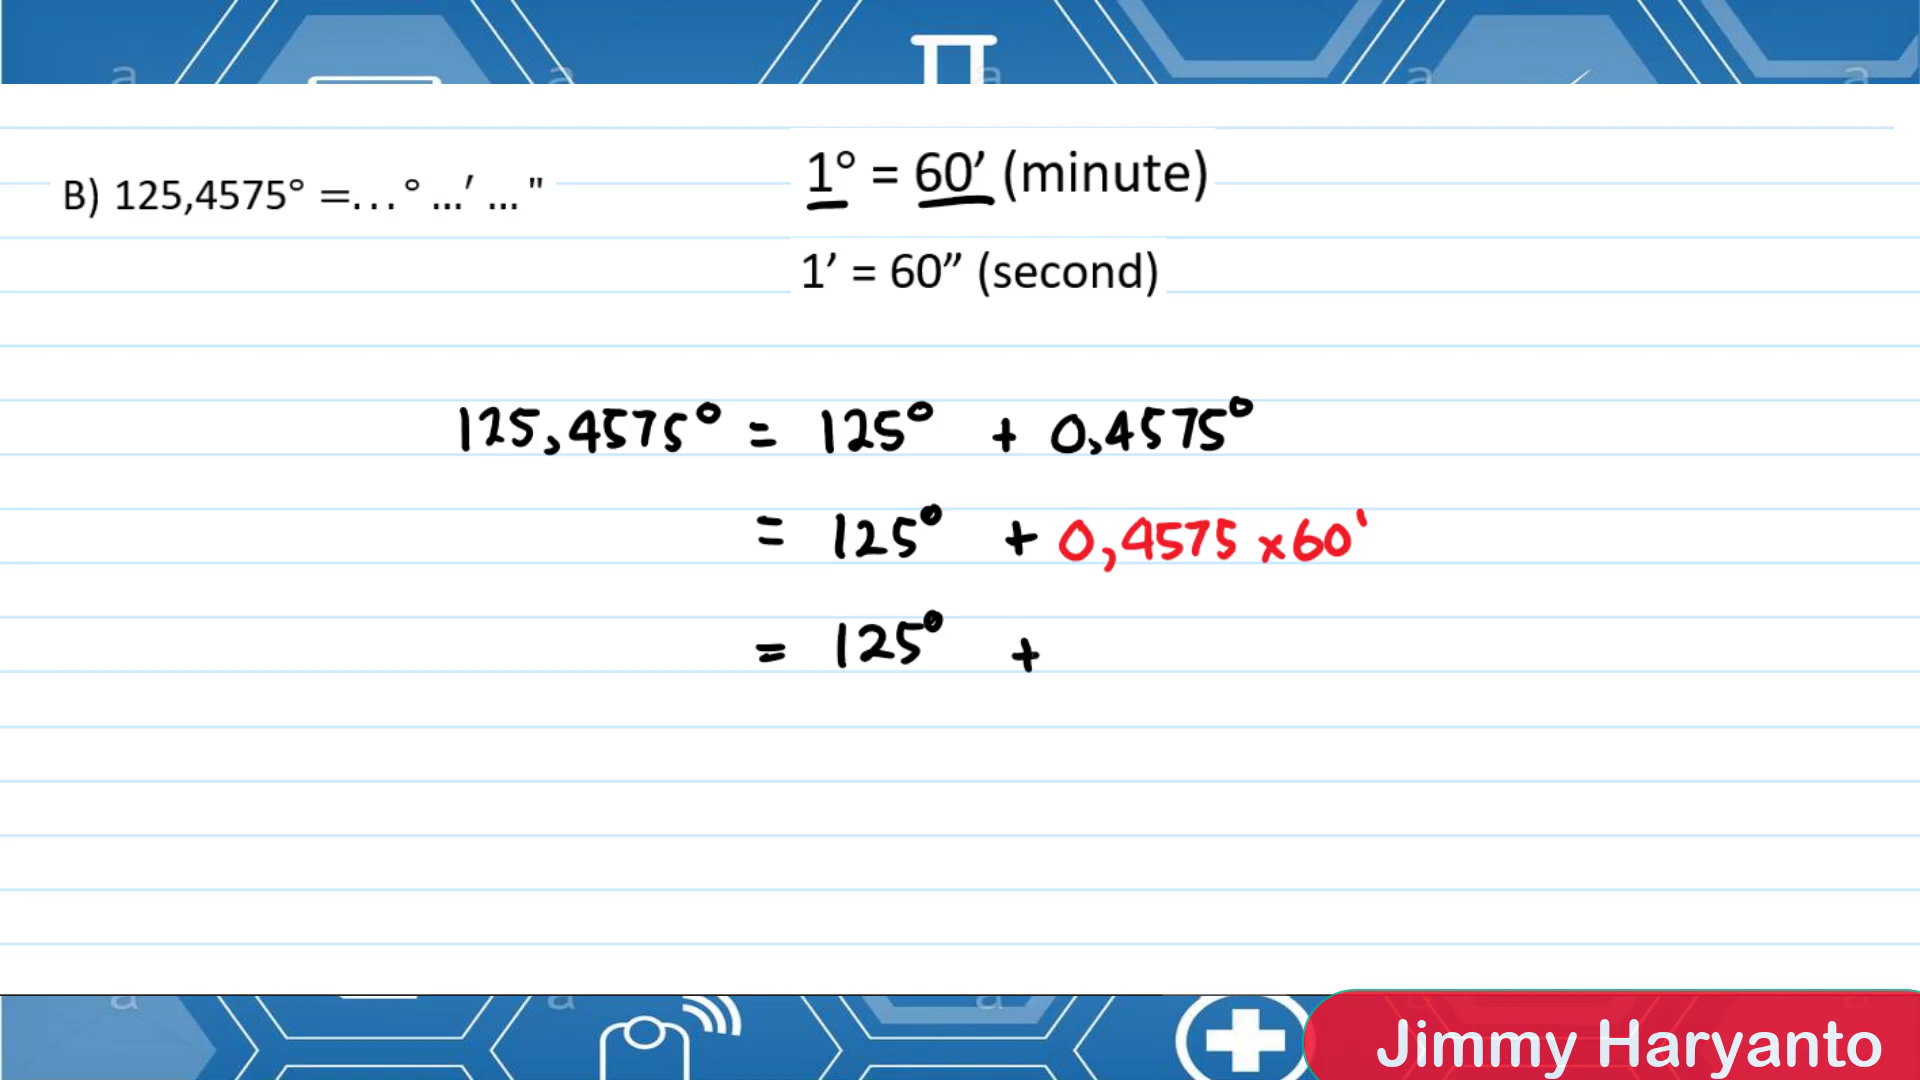 B) 125,4575° =...° ...′ ..."
1° = 60’ (minute)
1’ = 60” (second)
125,4575° = 125° + 0,4575°
= 125° + 0,4575 x 60'
= 125° +
Jimmy Haryanto